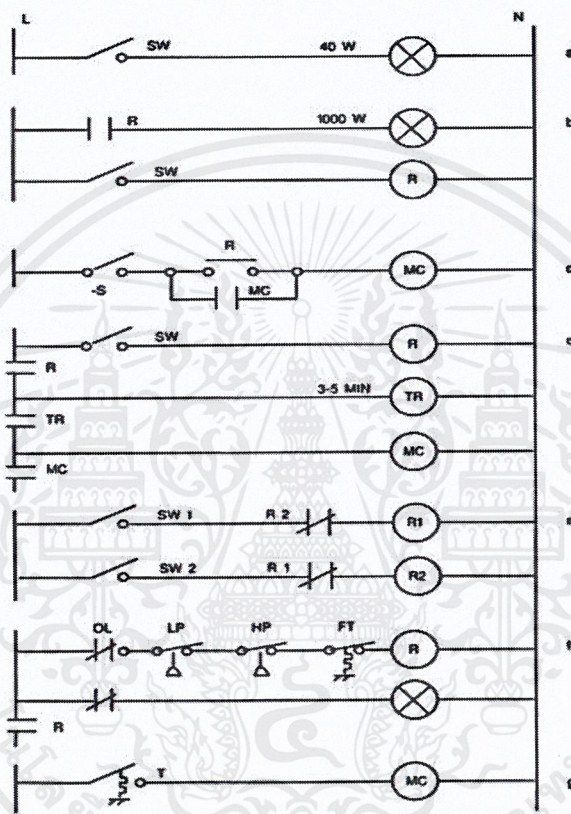 L N
SW 40 W a
R 1000 W b
SW R
R
-S MC MC
SW R
R
3-5 MIN TR
TR
MC
MC
SW 1 R 2 R1
SW 2 R 1 R2
OL LP HP FT R
R
T MC